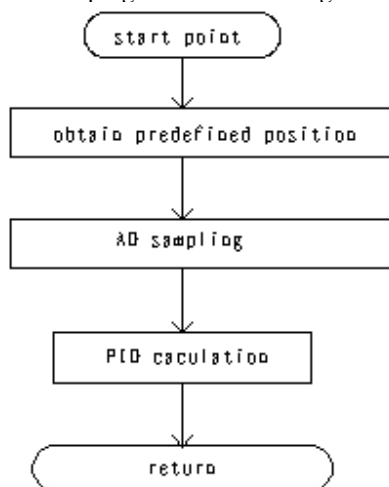 start point
obtain predefined position
AD sampling
PID caculation
return